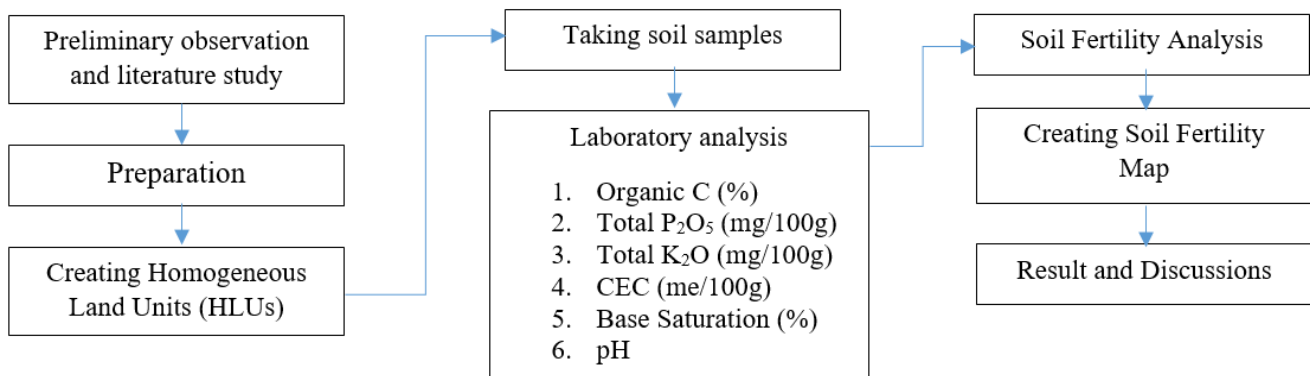 Preliminary observation
and literature study
Preparation
Creating Homogeneous
Land Units (HLUs)
Taking soil samples
Laboratory analysis
1. Organic C (%)
2. Total P₂O₅ (mg/100g)
3. Total K₂O (mg/100g)
4. CEC (me/100g)
5. Base Saturation (%)
6. pH
Soil Fertility Analysis
Creating Soil Fertility
Map
Result and Discussions